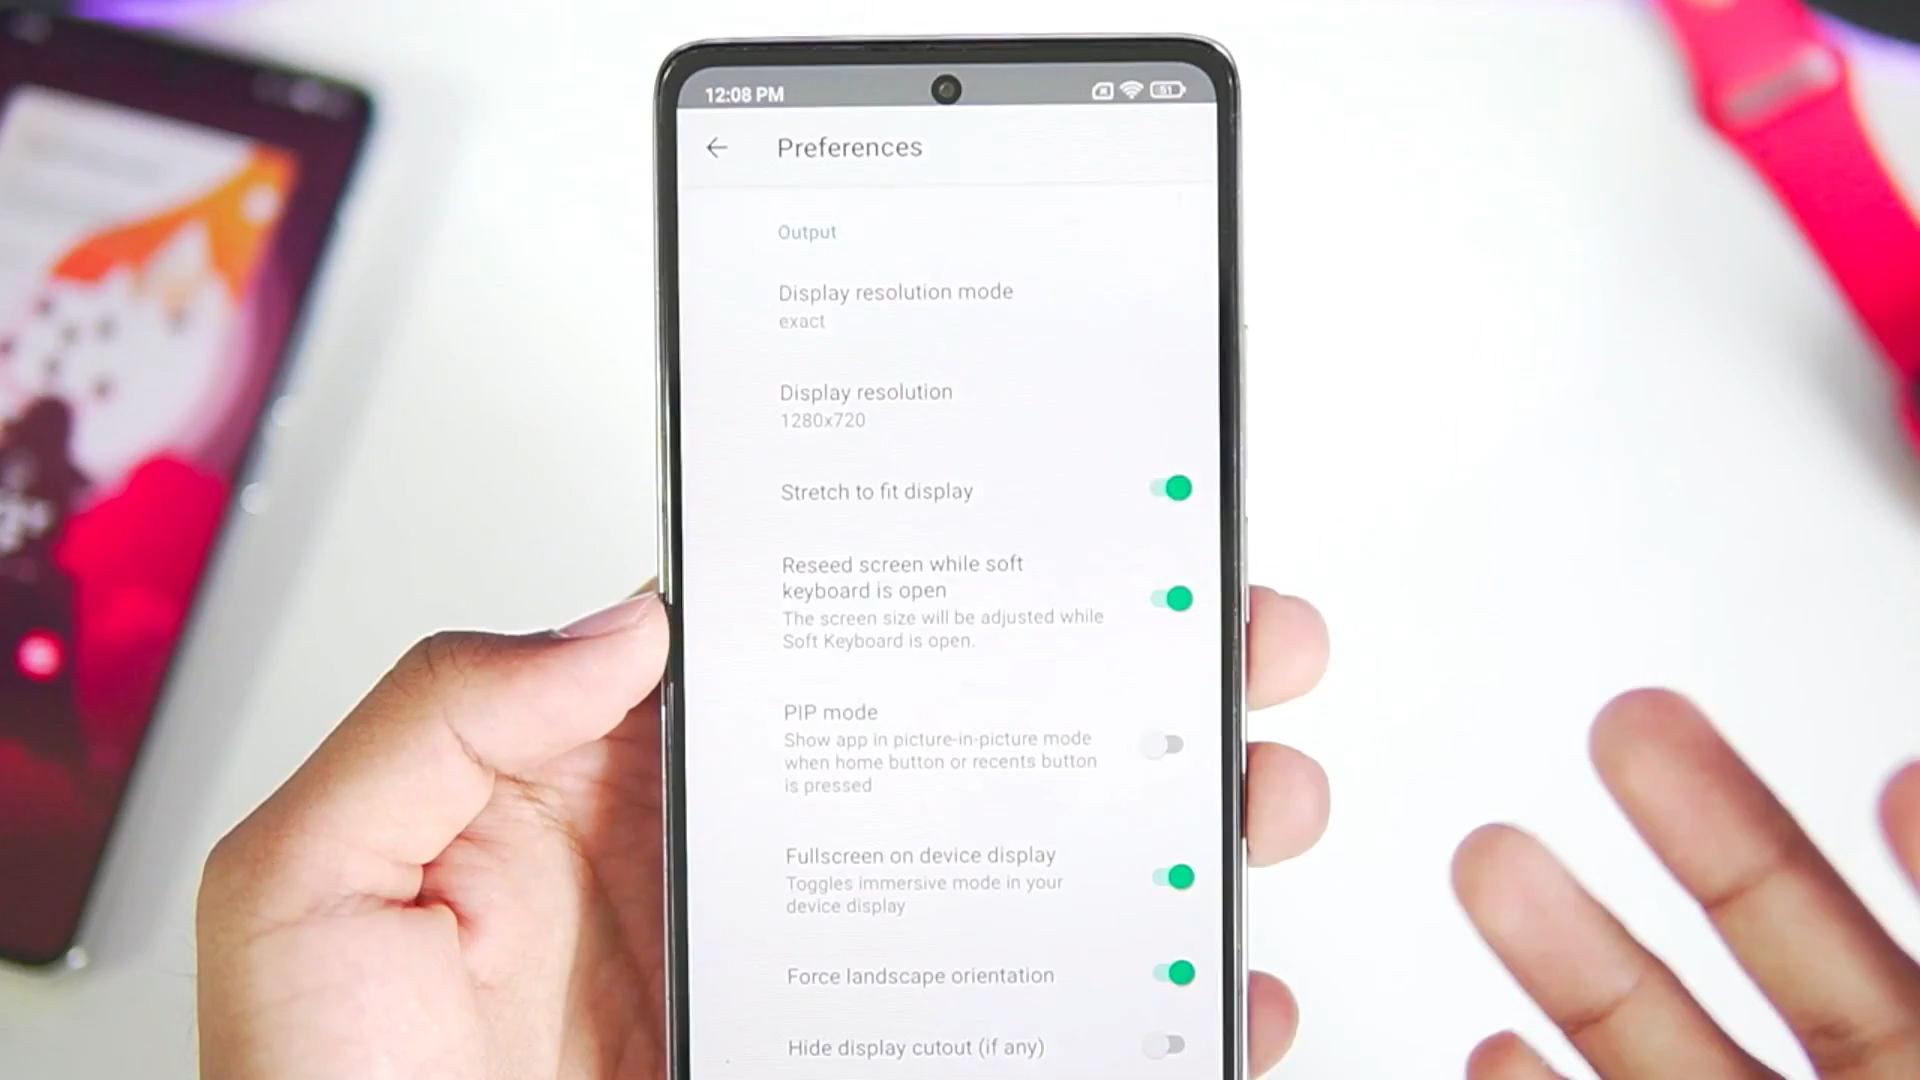 12:08 PM
51
Preferences
Output
Display resolution mode
exact
Display resolution
1280x720
Stretch to fit display
Reseed screen while soft
keyboard is open
The screen size will be adjusted while
Soft Keyboard is open.
PIP mode
Show app in picture-in-picture mode
when home button or recents button
is pressed
Fullscreen on device display
Toggles immersive mode in your
device display
Force landscape orientation
Hide display cutout (if any)